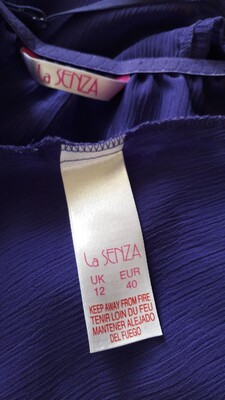 La SENZA
La SENZA
UK EUR
12 40
KEEP AWAY FROM FIRE
TENIR LOIN DU FEU
MANTENER ALEJADO
DEL FUEGO